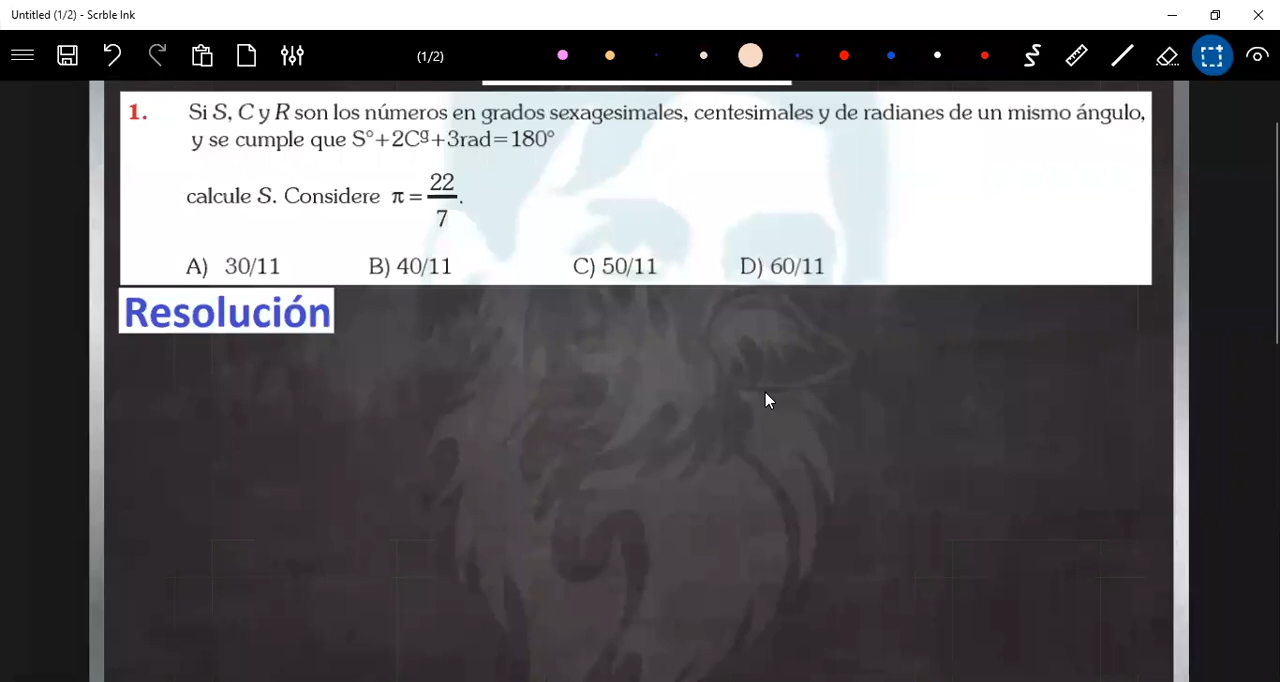 Untitled (1/2) - Scrble Ink
(1/2)
1. Si S, C y R son los números en grados sexagesimales, centesimales y de radianes de un mismo ángulo,
y se cumple que S°+2Cᵍ+3rad=180°
calcule S. Considere π = 22/7.
A) 30/11 B) 40/11 C) 50/11 D) 60/11
Resolución